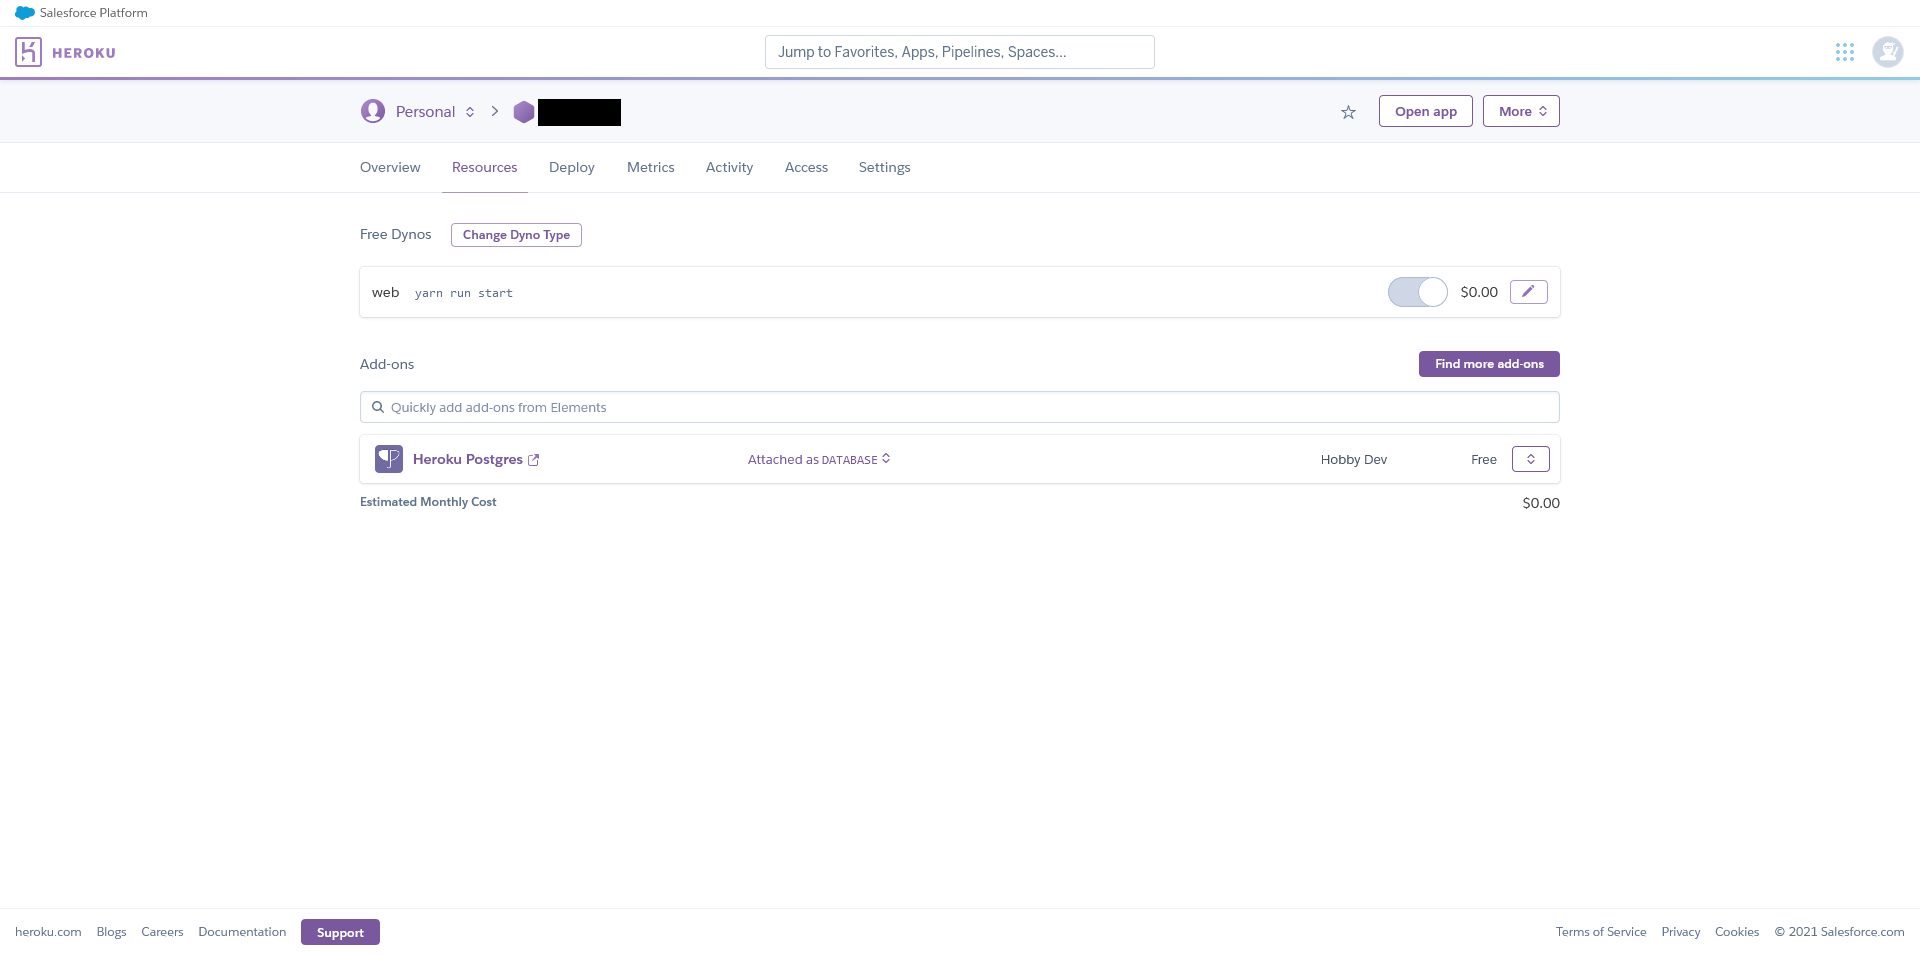 Salesforce Platform
HEROKU
Jump to Favorites, Apps, Pipelines, Spaces...
Personal
Open app
More
Overview
Resources
Deploy
Metrics
Activity
Access
Settings
Free Dynos
Change Dyno Type
web yarn run start
$0.00
Add-ons
Find more add-ons
Quickly add add-ons from Elements
Heroku Postgres
Attached as DATABASE
Hobby Dev
Free
Estimated Monthly Cost
$0.00
heroku.com
Blogs
Careers
Documentation
Support
Terms of Service
Privacy
Cookies
© 2021 Salesforce.com